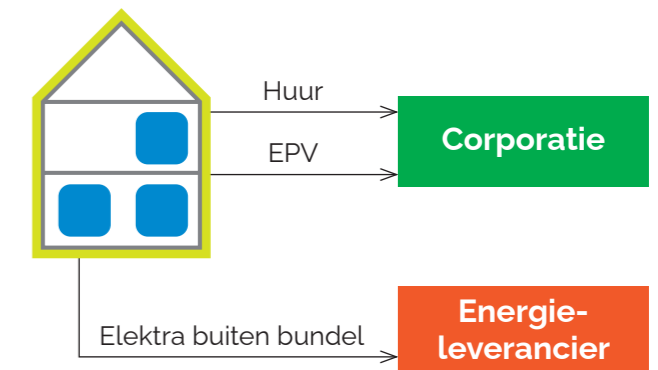 Huur
EPV
Corporatie
Elektra buiten bundel
Energie-
leverancier